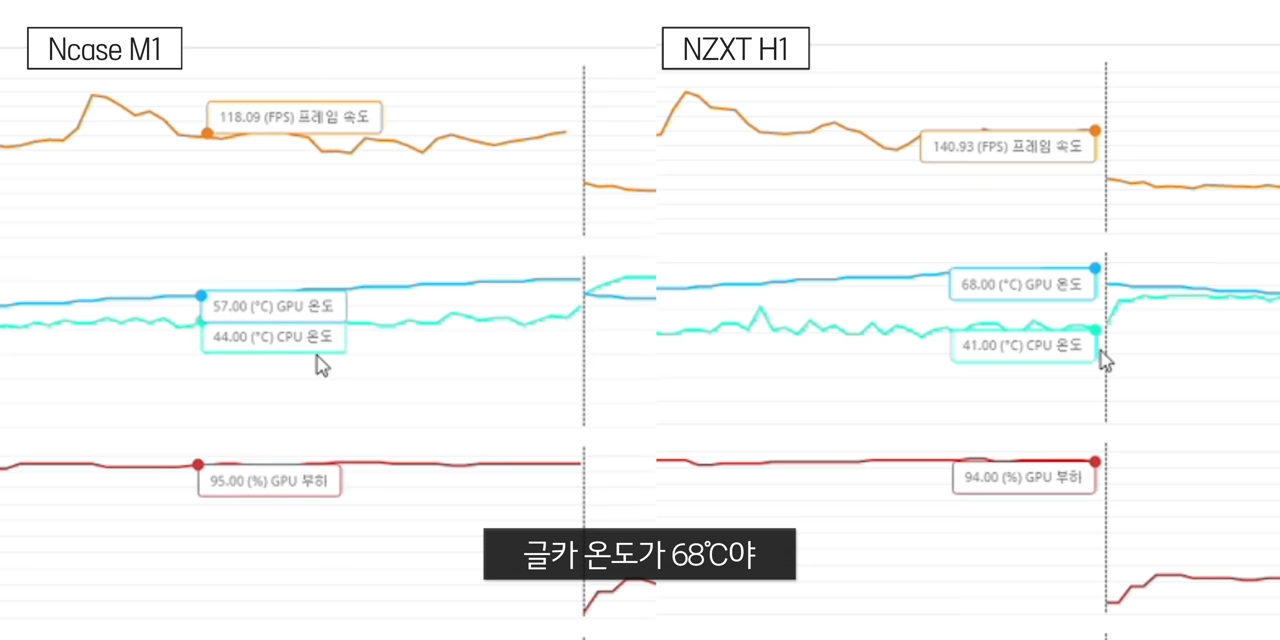 Ncase M1
118.09 (FPS) 프레임 속도
57.00 (°C) GPU 온도
44.00 (°C) CPU 온도
95.00 (%) GPU 부하
NZXT H1
140.93 (FPS) 프레임 속도
68.00 (°C) GPU 온도
41.00 (°C) CPU 온도
94.00 (%) GPU 부하
글카 온도가 68℃야